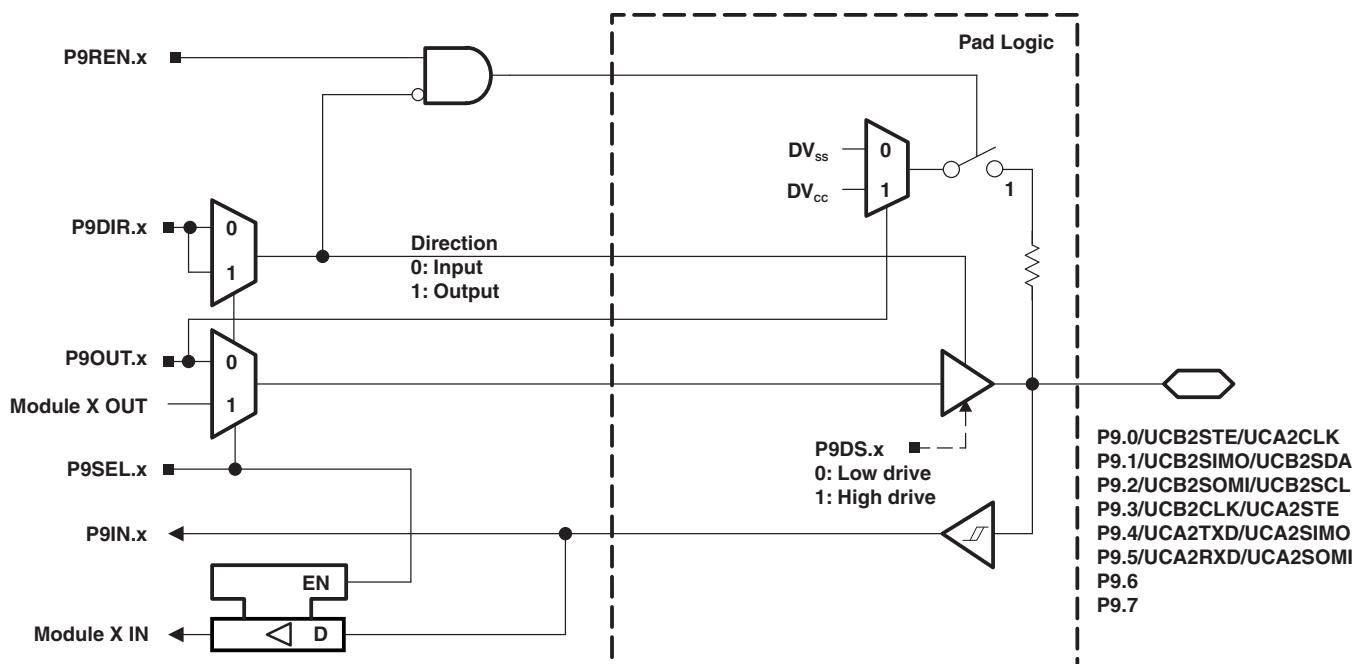 Pad Logic
P9REN.x
DVSS
0
DVCC
1
1
P9DIR.x
0
1
Direction
0: Input
1: Output
P9OUT.x
0
Module X OUT
1
P9DS.x
0: Low drive
1: High drive
P9SEL.x
P9IN.x
EN
Module X IN
D
P9.0/UCB2STE/UCA2CLK
P9.1/UCB2SIMO/UCB2SDA
P9.2/UCB2SOMI/UCB2SCL
P9.3/UCB2CLK/UCA2STE
P9.4/UCA2TXD/UCA2SIMO
P9.5/UCA2RXD/UCA2SOMI
P9.6
P9.7